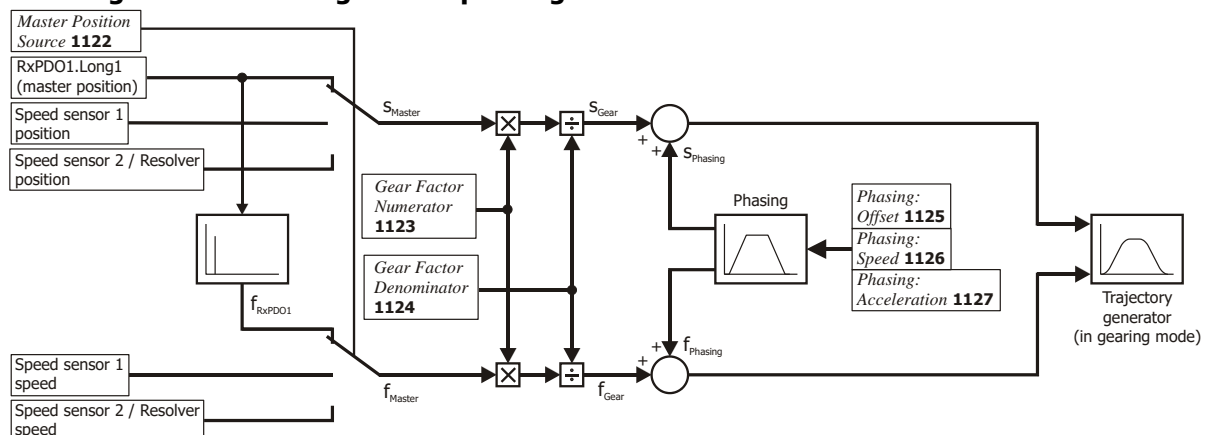 Master Position
Source 1122
RxPDO1.Long1
(master position)
Speed sensor 1
position
Speed sensor 2 / Resolver
position
sMaster
×
÷
sGear
+
+
sPhasing
Gear Factor
Numerator
1123
Gear Factor
Denominator
1124
Phasing
Phasing:
Offset 1125
Phasing:
Speed 1126
Phasing:
Acceleration 1127
Trajectory
generator
(in gearing mode)
fRxPDO1
Speed sensor 1
speed
Speed sensor 2 / Resolver
speed
fMaster
×
÷
fGear
+
+
fPhasing